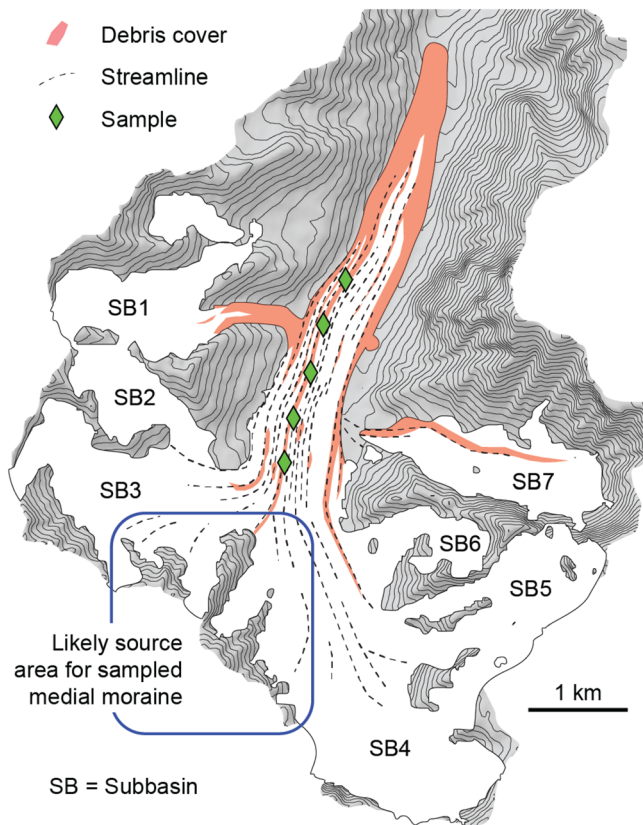 Debris cover
Streamline
Sample
SB1
SB2
SB3
SB7
SB6
SB5
Likely source
area for sampled
medial moraine
1 km
SB4
SB = Subbasin